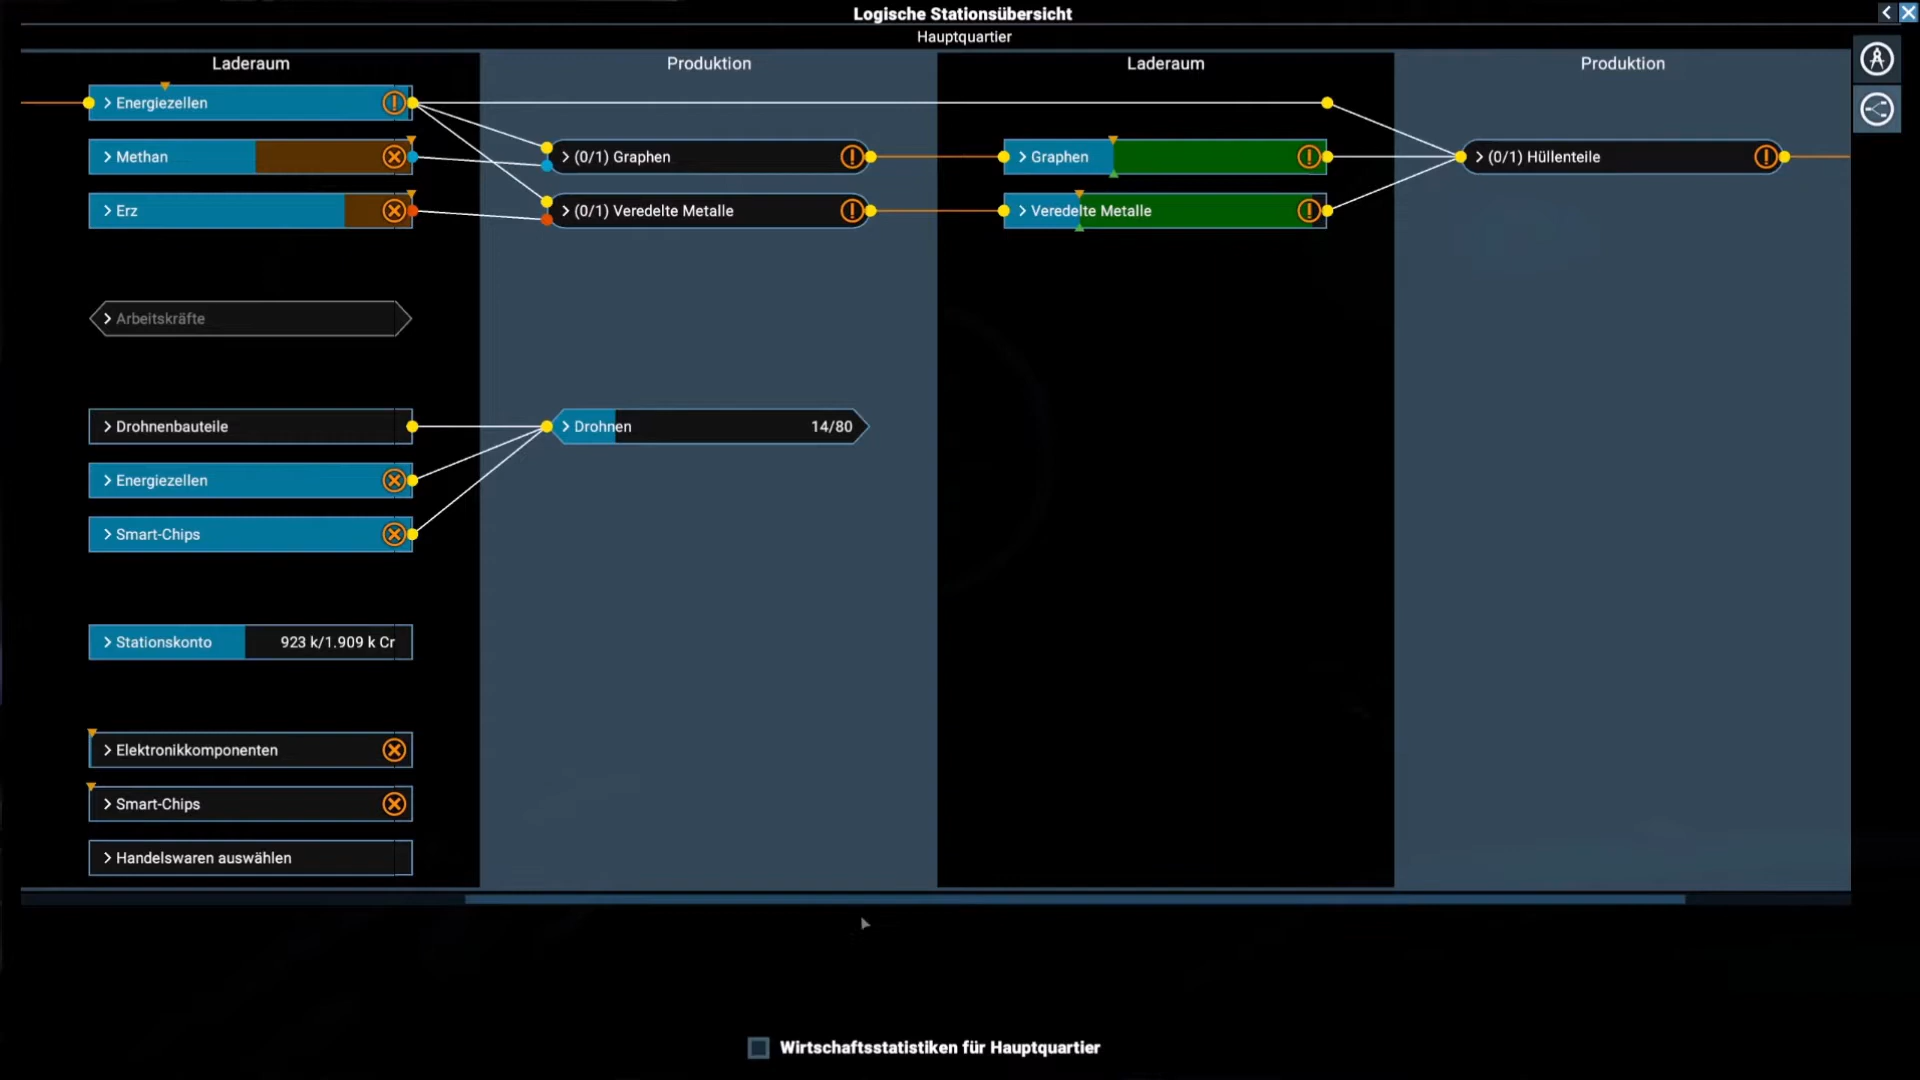 Logische Stationsübersicht
Hauptquartier
Laderaum
Produktion
Laderaum
Produktion
Energiezellen
Methan
(0/1) Graphen
Graphen
(0/1) Hüllenteile
Erz
(0/1) Veredelte Metalle
Veredelte Metalle
Arbeitskräfte
Drohnenbauteile
Drohnen 14/80
Energiezellen
Smart-Chips
Stationskonto 923 k/1.909 k Cr
Elektronikkomponenten
Smart-Chips
Handelswaren auswählen
Wirtschaftsstatistiken für Hauptquartier